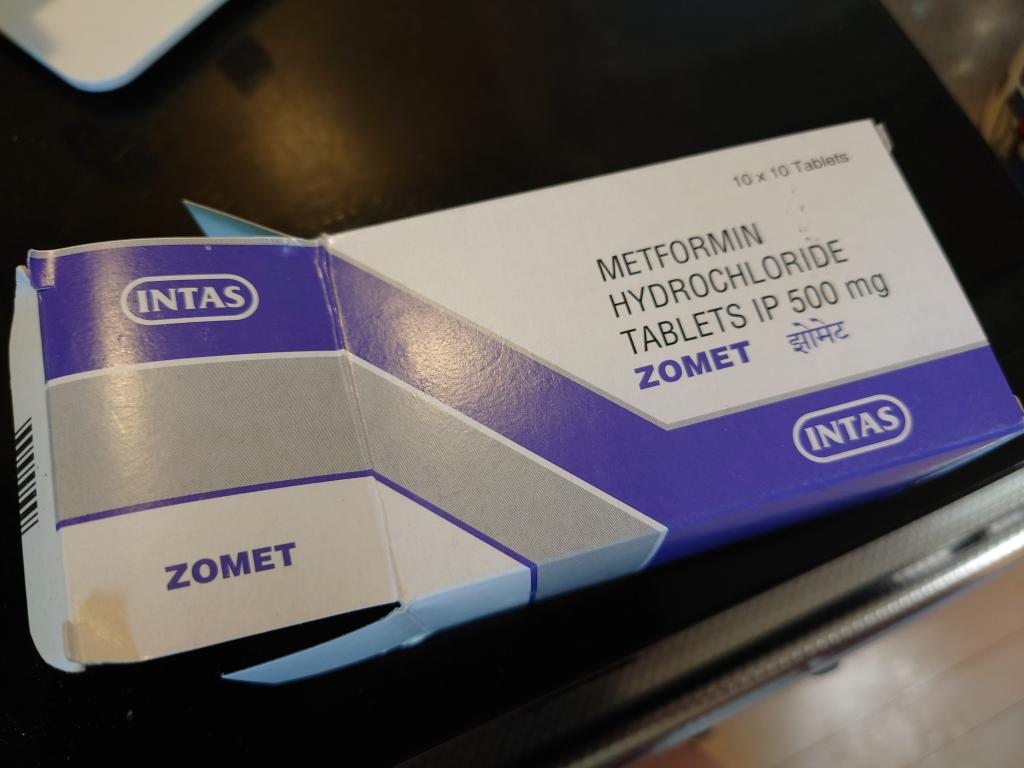 INTAS
ZOMET
10 x 10 Tablets
METFORMIN
HYDROCHLORIDE
TABLETS IP 500 mg
ZOMET झोमेट
INTAS